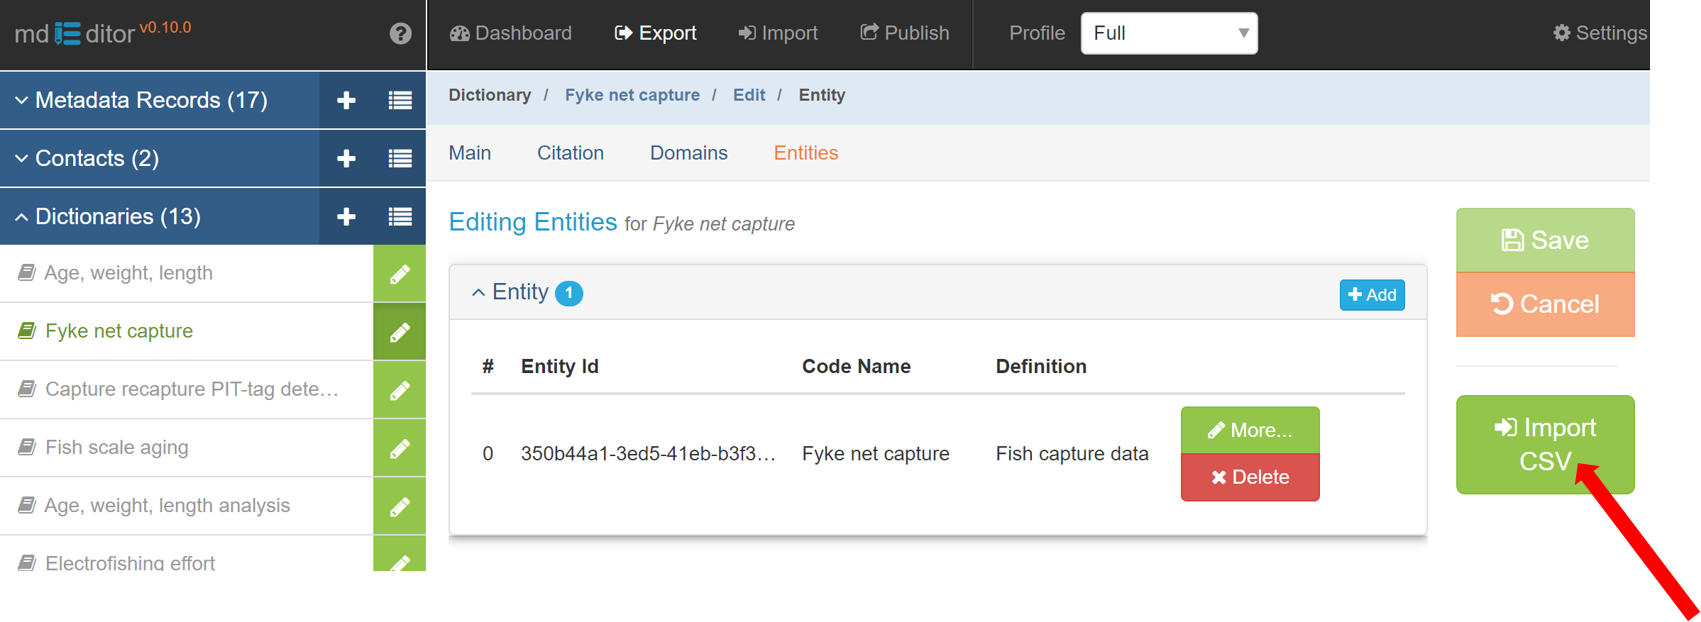 md ditor v0.10.0
Dashboard Export Import Publish Profile Full Settings
Metadata Records (17)
Contacts (2)
Dictionaries (13)
Age, weight, length
Fyke net capture
Capture recapture PIT-tag dete...
Fish scale aging
Age, weight, length analysis
Electrofishing effort
Dictionary / Fyke net capture / Edit / Entity
Main Citation Domains Entities
Editing Entities for Fyke net capture
Entity 1
Add
# Entity Id Code Name Definition
0 350b44a1-3ed5-41eb-b3f3... Fyke net capture Fish capture data
More...
Delete
Save
Cancel
Import
CSV